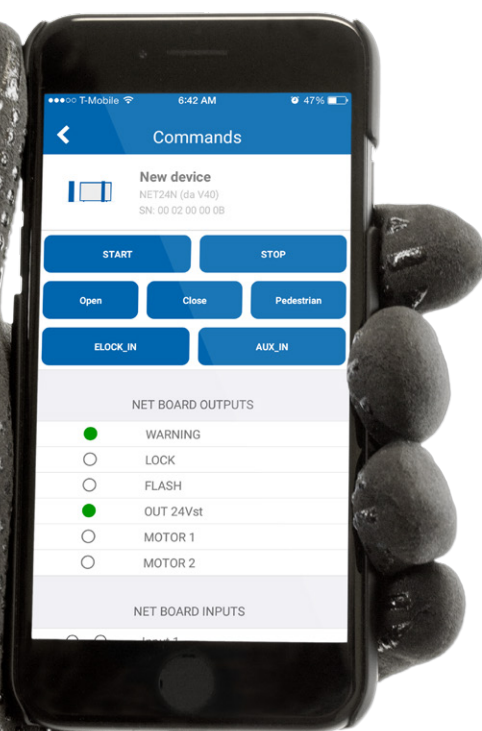 T-Mobile 6:42 AM 47%
Commands
New device
NET24N (da V40)
SN: 00 02 00 00 0B
START STOP
Open Close Pedestrian
ELOCK_IN AUX_IN
NET BOARD OUTPUTS
WARNING
LOCK
FLASH
OUT 24Vst
MOTOR 1
MOTOR 2
NET BOARD INPUTS
Input 1